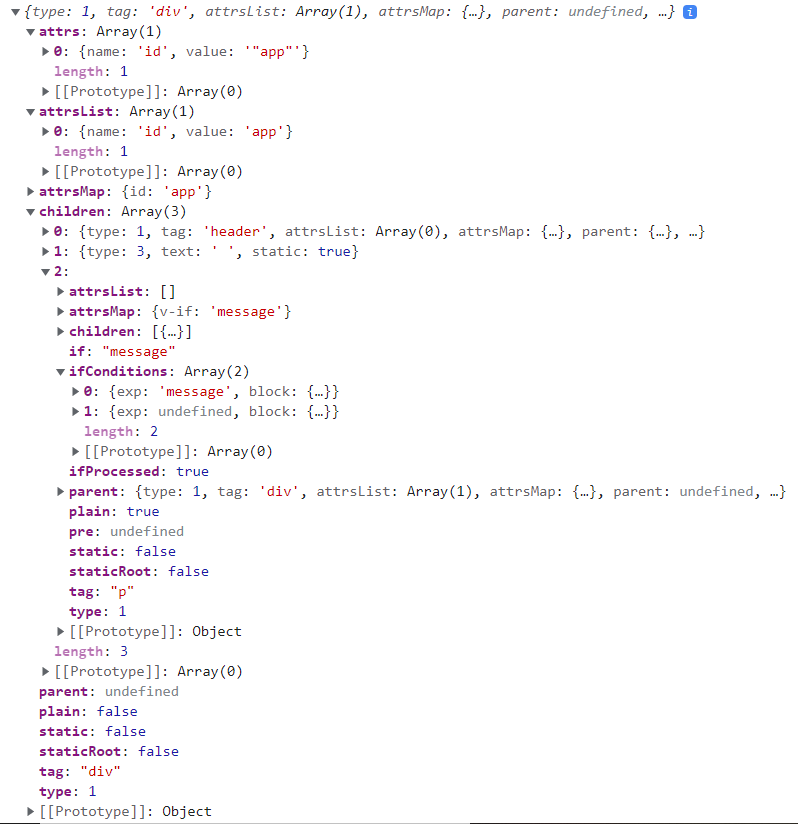 {type: 1, tag: 'div', attrsList: Array(1), attrsMap: {…}, parent: undefined, …} i
attrs: Array(1)
0: {name: 'id', value: '"app"'}
length: 1
[[Prototype]]: Array(0)
attrsList: Array(1)
0: {name: 'id', value: 'app'}
length: 1
[[Prototype]]: Array(0)
attrsMap: {id: 'app'}
children: Array(3)
0: {type: 1, tag: 'header', attrsList: Array(0), attrsMap: {…}, parent: {…}, …}
1: {type: 3, text: ' ', static: true}
2:
attrsList: []
attrsMap: {v-if: 'message'}
children: [{…}]
if: "message"
ifConditions: Array(2)
0: {exp: 'message', block: {…}}
1: {exp: undefined, block: {…}}
length: 2
[[Prototype]]: Array(0)
ifProcessed: true
parent: {type: 1, tag: 'div', attrsList: Array(1), attrsMap: {…}, parent: undefined, …}
plain: true
pre: undefined
static: false
staticRoot: false
tag: "p"
type: 1
[[Prototype]]: Object
length: 3
[[Prototype]]: Array(0)
parent: undefined
plain: false
static: false
staticRoot: false
tag: "div"
type: 1
[[Prototype]]: Object